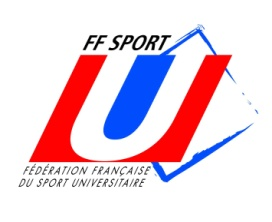 FF SPORT
U
FÉDÉRATION FRANÇAISE
DU SPORT UNIVERSITAIRE